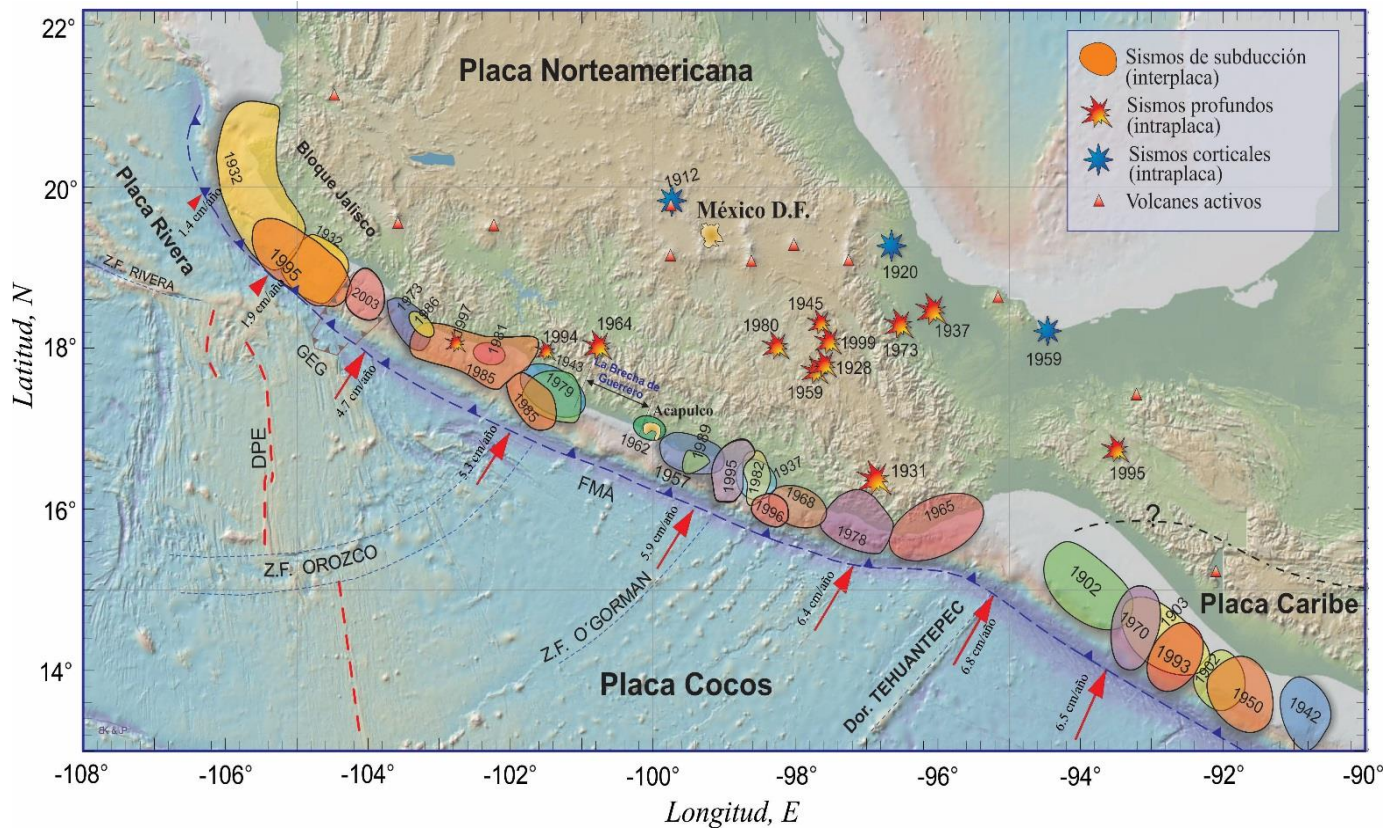 22°
20°
18°
16°
14°
Latitud, N
-108°
-106°
-104°
-102°
-100°
-98°
-96°
-94°
-92°
-90°
Longitud, E
Placa Norteamericana
Sismos de subducción
(interplaca)
Sismos profundos
(intraplaca)
Sismos corticales
(intraplaca)
Volcanes activos
Placa Rivera
Bloque Jalisco
México D.F.
1912
1920
1932
1932
1995
2003
1973
1986
1997
1981
1985
1994
1964
1943
1979
1985
La Brecha de
Guerrero
Acapulco
1962
1957
1989
1995
1982
1937
1996
1968
1978
1965
1931
1980
1945
1999
1928
1959
1973
1937
1959
1995
1902
1970
1903
1993
1902
1950
1942
?
Placa Caribe
Placa Cocos
1.4 cm/año
1.9 cm/año
4.7 cm/año
5.3 cm/año
5.9 cm/año
6.4 cm/año
6.8 cm/año
6.5 cm/año
Z.F. RIVERA
GEG
DPE
FMA
Z.F. OROZCO
Z.F. O´GORMAN
Dor. TEHUANTEPEC